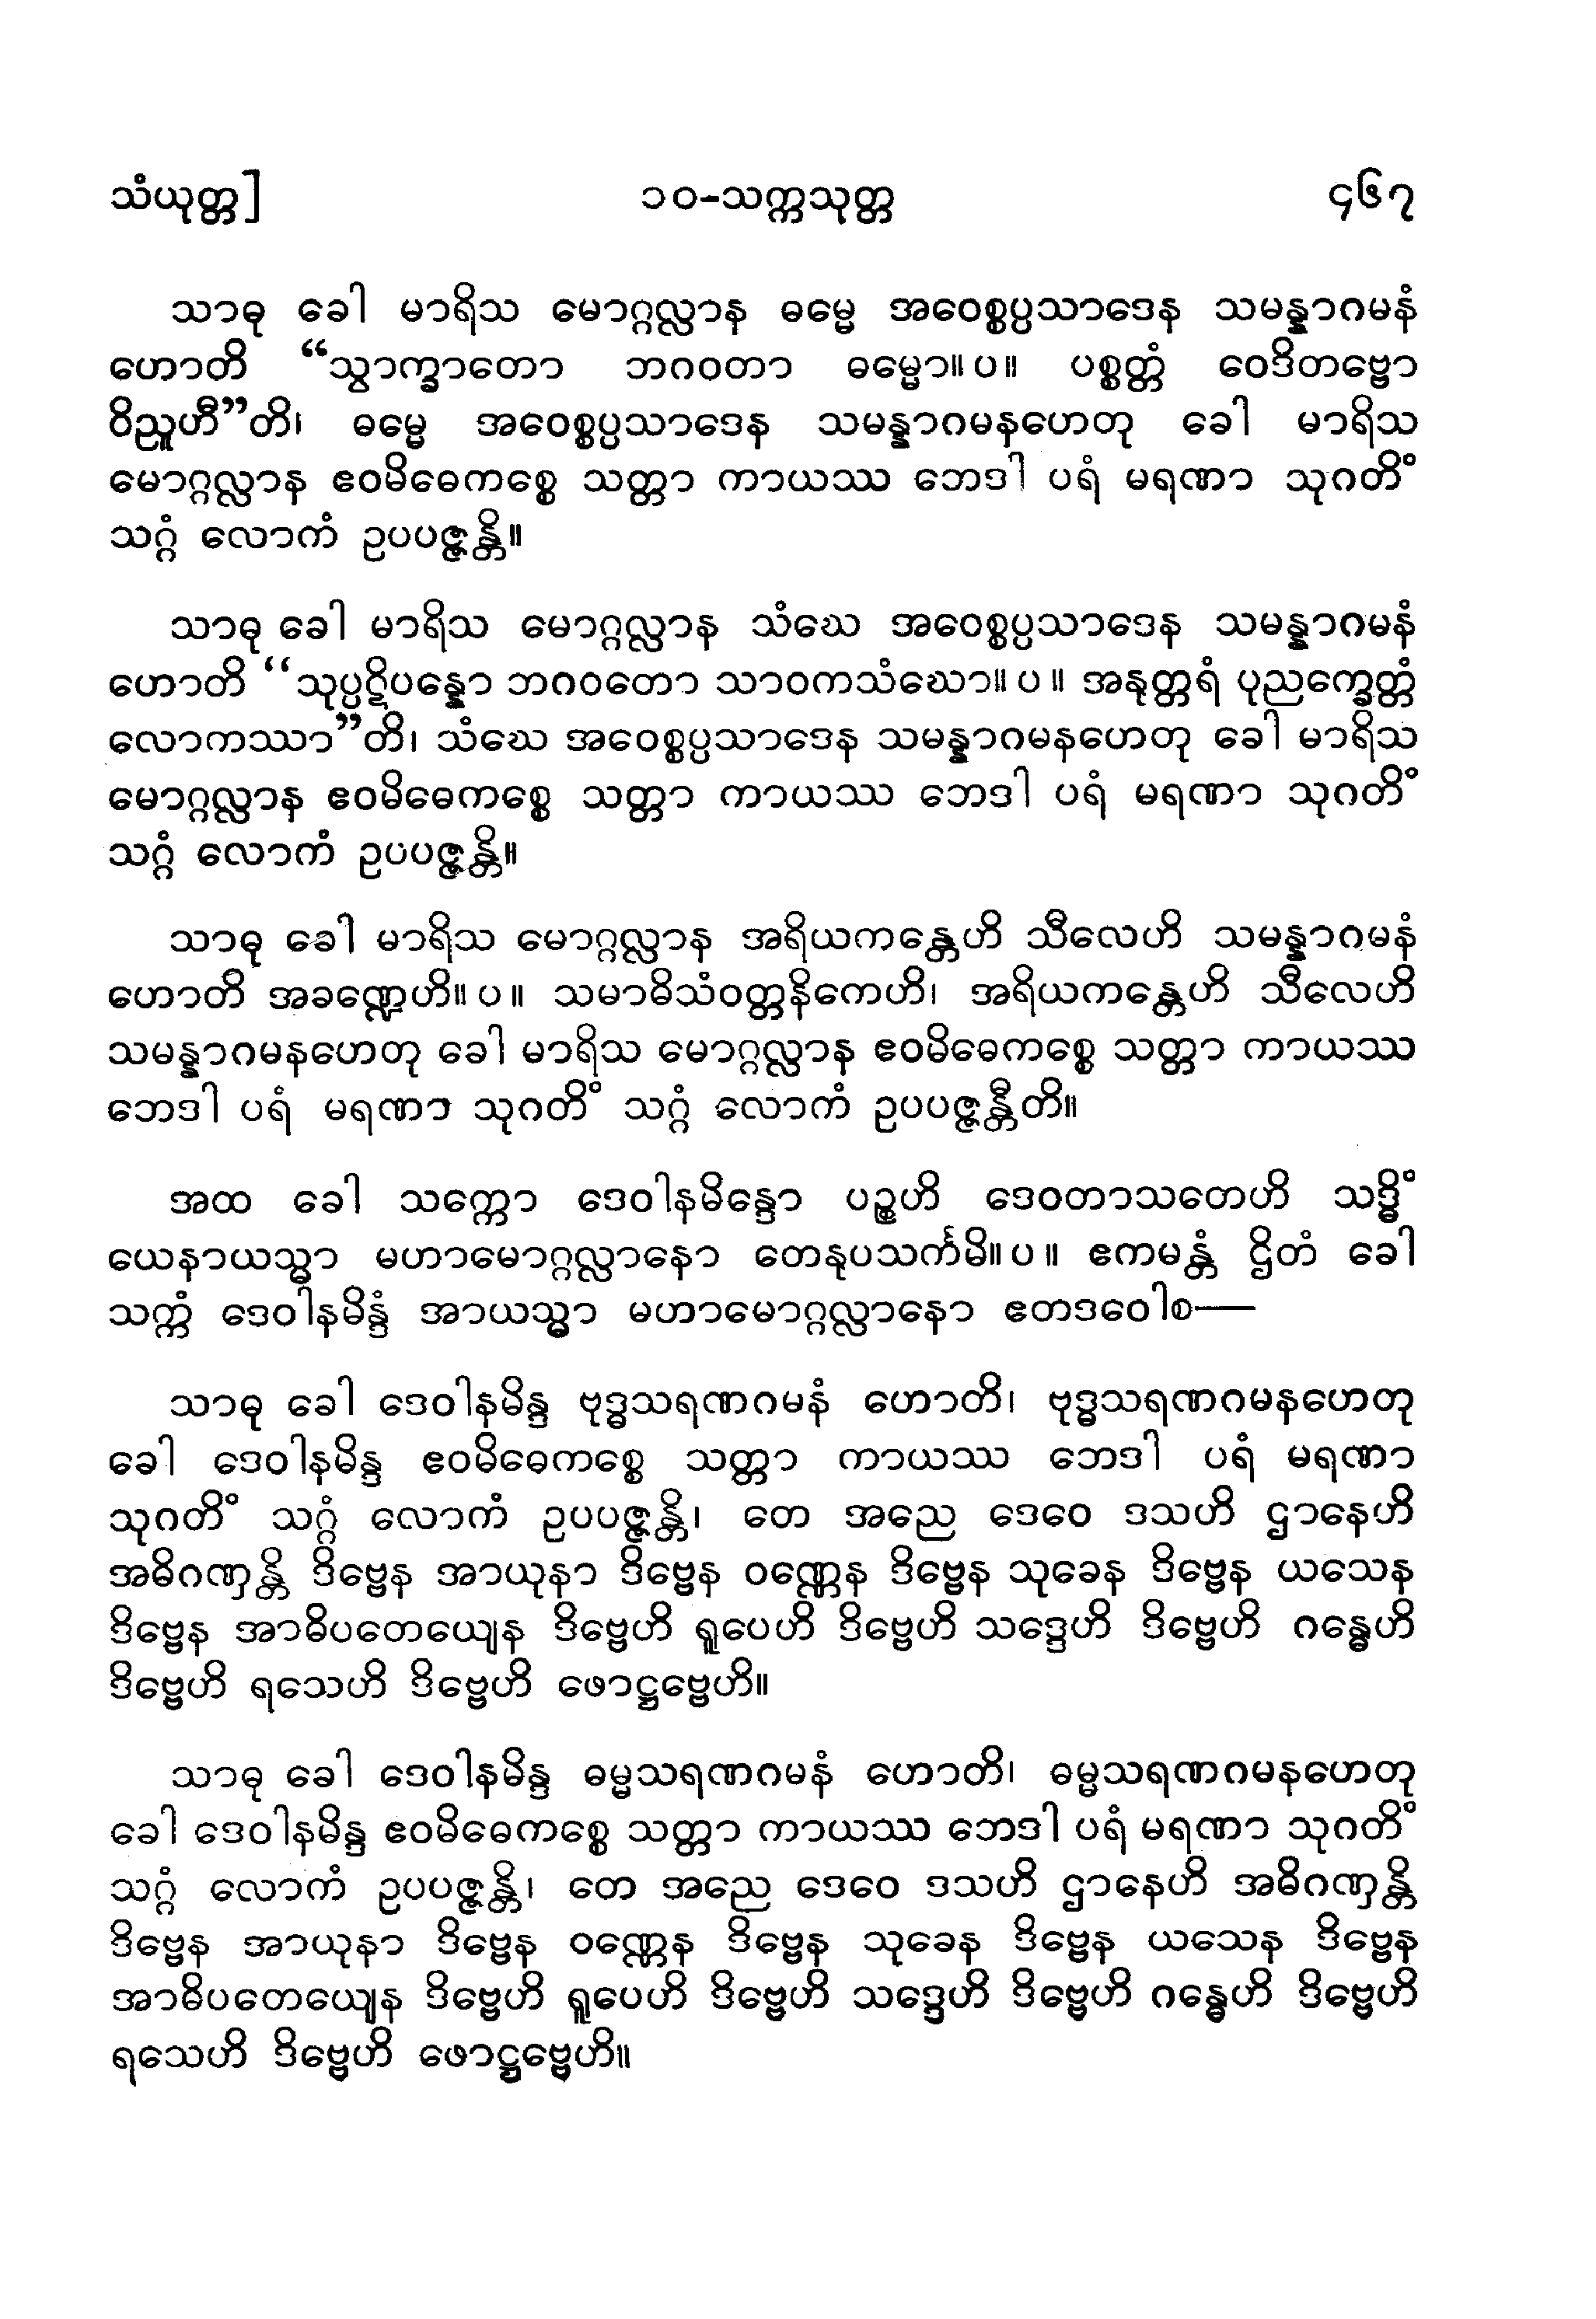 သံယုတ္တ] ၁၀-သက္ကသုတ္တ ၄၆၇
သာဓု ခေါ မာရိသ မောဂ္ဂလ္လာန ဓမ္မေ အဝေစ္စပ္ပသာဒေန သမန္နာဂမနံ
ဟောတိ “သွာက္ခာတော ဘဂဝတာ ဓမ္မော။ ပ။ ပစ္စတ္တံ ဝေဒိတဗ္ဗော
ဝိညူဟီ”တိ၊ ဓမ္မေ အဝေစ္စပ္ပသာဒေန သမန္နာဂမနဟေတု ခေါ မာရိသ
မောဂ္ဂလ္လာန ဧဝမိဓေကစ္စေ သတ္တာ ကာယဿ ဘေဒါ ပရံ မရဏာ သုဂတိံ
သဂ္ဂံ လောကံ ဥပပဇ္ဇန္တိ။
သာဓု ခေါ မာရိသ မောဂ္ဂလ္လာန သံဃေ အဝေစ္စပ္ပသာဒေန သမန္နာဂမနံ
ဟောတိ “သုပ္ပဋိပန္နော ဘဂဝတော သာဝကသံဃော။ ပ ။ အနုတ္တရံ ပုညက္ခေတ္တံ
လောကဿာ”တိ၊ သံဃေ အဝေစ္စပ္ပသာဒေန သမန္နာဂမနဟေတု ခေါ မာရိသ
မောဂ္ဂလ္လာန ဧဝမိဓေကစ္စေ သတ္တာ ကာယဿ ဘေဒါ ပရံ မရဏာ သုဂတိံ
သဂ္ဂံ လောကံ ဥပပဇ္ဇန္တိ။
သာဓု ခေါ မာရိသ မောဂ္ဂလ္လာန အရိယကန္တေဟိ သီလေဟိ သမန္နာဂမနံ
ဟောတိ အခဏ္ဍေဟိ။ ပ ။ သမာဓိသံဝတ္တနိကေဟိ၊ အရိယကန္တေဟိ သီလေဟိ
သမန္နာဂမနဟေတု ခေါ မာရိသ မောဂ္ဂလ္လာန ဧဝမိဓေကစ္စေ သတ္တာ ကာယဿ
ဘေဒါ ပရံ မရဏာ သုဂတိံ သဂ္ဂံ လောကံ ဥပပဇ္ဇန္တီတိ။
အထ ခေါ သက္ကော ဒေဝါနမိန္ဒော ပဉ္စဟိ ဒေဝတာသတေဟိ သဒ္ဓိံ
ယေနာယသ္မာ မဟာမောဂ္ဂလ္လာနော တေနုပသင်္ကမိ။ ပ ။ ဧကမန္တံ ဌိတံ ခေါ
သက္ကံ ဒေဝါနမိန္ဒံ အာယသ္မာ မဟာမောဂ္ဂလ္လာနော ဧတဒဝေါစ—
သာဓု ခေါ ဒေဝါနမိန္ဒ ဗုဒ္ဓသရဏဂမနံ ဟောတိ၊ ဗုဒ္ဓသရဏဂမနဟေတု
ခေါ ဒေဝါနမိန္ဒ ဧဝမိဓေကစ္စေ သတ္တာ ကာယဿ ဘေဒါ ပရံ မရဏာ
သုဂတိံ သဂ္ဂံ လောကံ ဥပပဇ္ဇန္တိ၊ တေ အညေ ဒေဝေ ဒသဟိ ဌာနေဟိ
အဓိဂဏှန္တိ ဒိဗ္ဗေန အာယုနာ ဒိဗ္ဗေန ဝဏ္ဏေန ဒိဗ္ဗေန သုခေန ဒိဗ္ဗေန ယသေန
ဒိဗ္ဗေန အာဓိပတေယျေန ဒိဗ္ဗေဟိ ရူပေဟိ ဒိဗ္ဗေဟိ သဒ္ဒေဟိ ဒိဗ္ဗေဟိ ဂန္ဓေဟိ
ဒိဗ္ဗေဟိ ရသေဟိ ဒိဗ္ဗေဟိ ဖောဋ္ဌဗ္ဗေဟိ။
သာဓု ခေါ ဒေဝါနမိန္ဒ ဓမ္မသရဏဂမနံ ဟောတိ၊ ဓမ္မသရဏဂမနဟေတု
ခေါ ဒေဝါနမိန္ဒ ဧဝမိဓေကစ္စေ သတ္တာ ကာယဿ ဘေဒါ ပရံ မရဏာ သုဂတိံ
သဂ္ဂံ လောကံ ဥပပဇ္ဇန္တိ၊ တေ အညေ ဒေဝေ ဒသဟိ ဌာနေဟိ အဓိဂဏှန္တိ
ဒိဗ္ဗေန အာယုနာ ဒိဗ္ဗေန ဝဏ္ဏေန ဒိဗ္ဗေန သုခေန ဒိဗ္ဗေန ယသေန ဒိဗ္ဗေန
အာဓိပတေယျေန ဒိဗ္ဗေဟိ ရူပေဟိ ဒိဗ္ဗေဟိ သဒ္ဒေဟိ ဒိဗ္ဗေဟိ ဂန္ဓေဟိ ဒိဗ္ဗေဟိ
ရသေဟိ ဒိဗ္ဗေဟိ ဖောဋ္ဌဗ္ဗေဟိ။